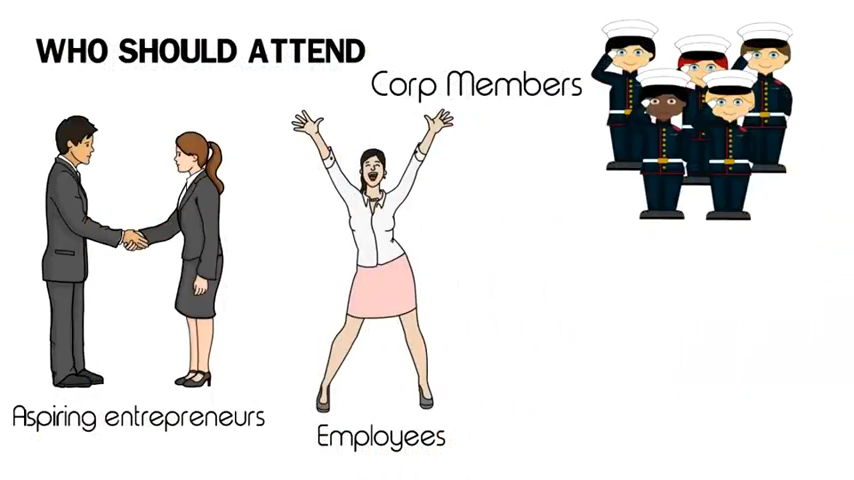 WHO SHOULD ATTEND
Corp Members
Aspiring entrepreneurs
Employees